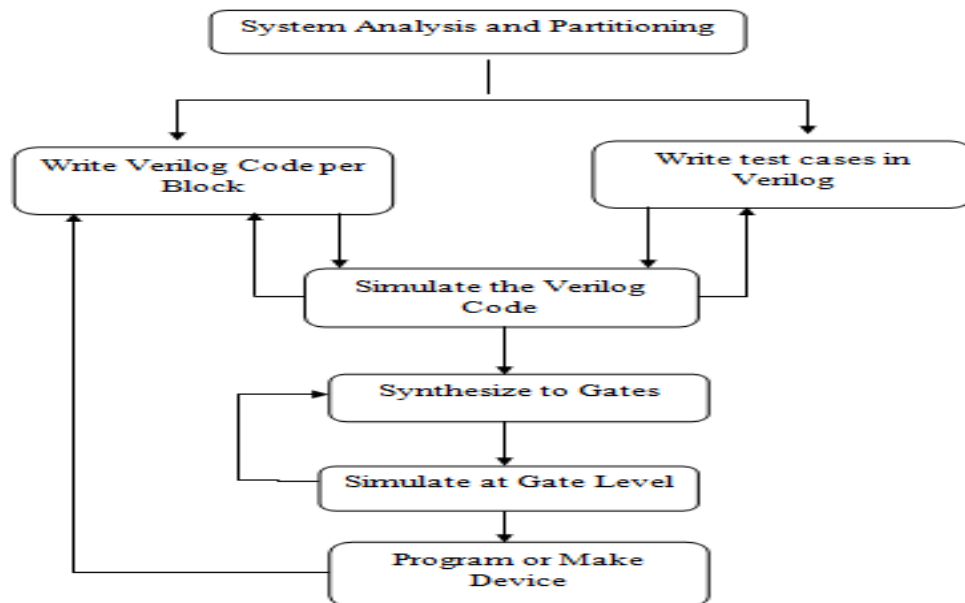 System Analysis and Partitioning
Write Verilog Code per
Block
Write test cases in
Verilog
Simulate the Verilog
Code
Synthesize to Gates
Simulate at Gate Level
Program or Make
Device